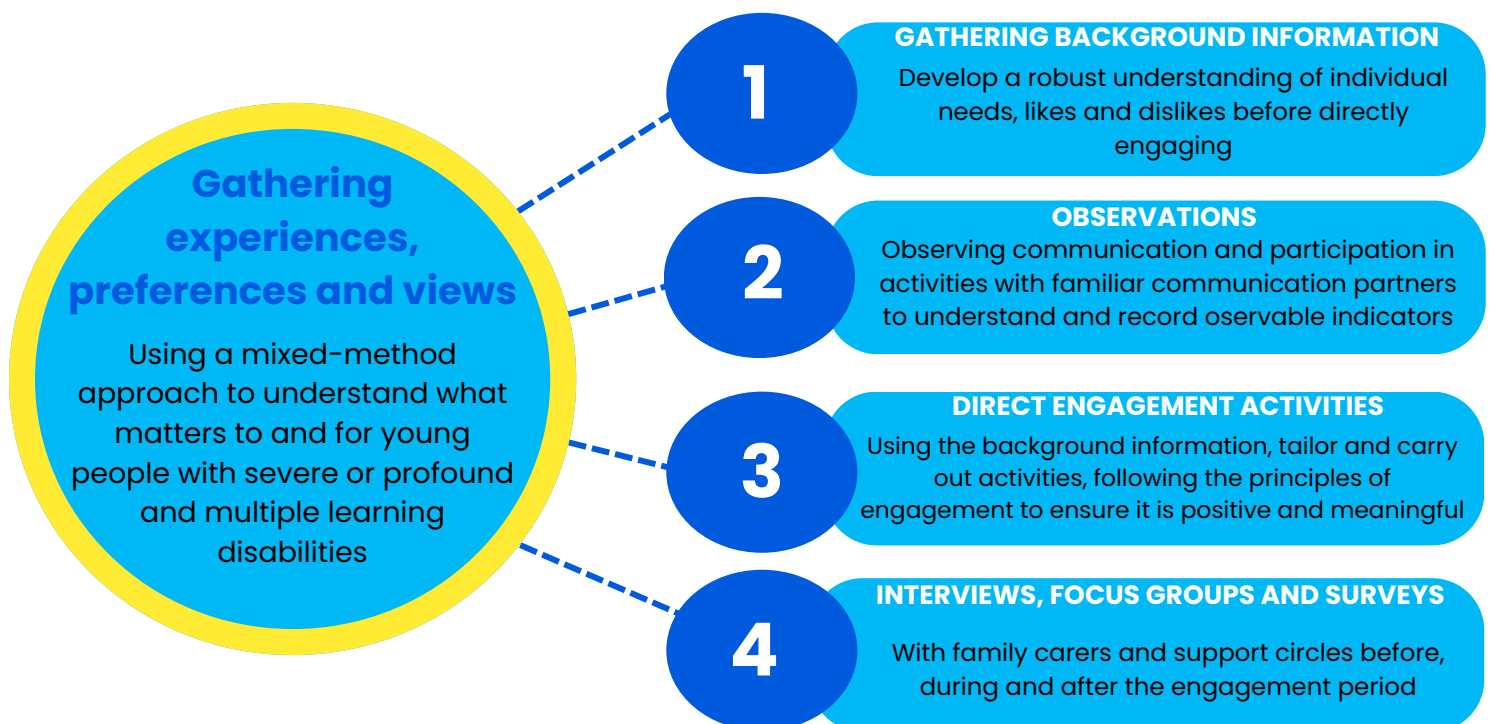 Gathering
experiences,
preferences and views
Using a mixed-method
approach to understand what
matters to and for young
people with severe or profound
and multiple learning
disabilities
1
GATHERING BACKGROUND INFORMATION
Develop a robust understanding of individual
needs, likes and dislikes before directly
engaging
2
OBSERVATIONS
Observing communication and participation in
activities with familiar communication partners
to understand and record oservable indicators
3
DIRECT ENGAGEMENT ACTIVITIES
Using the background information, tailor and carry
out activities, following the principles of
engagement to ensure it is positive and meaningful
4
INTERVIEWS, FOCUS GROUPS AND SURVEYS
With family carers and support circles before,
during and after the engagement period